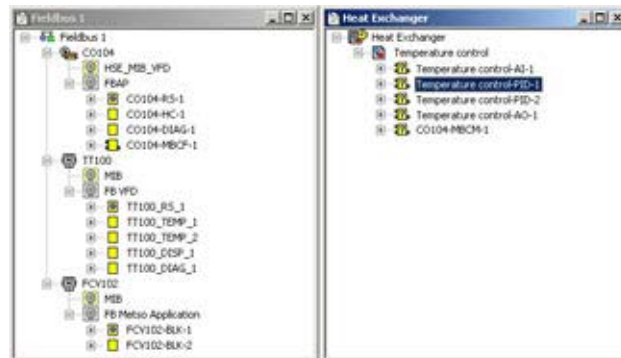 Fieldbus 1
Fieldbus 1
CO104
HSE_MIB_VFD
FBAP
CO104-RS-1
CO104-HC-1
CO104-DIAG-1
CO104-MBCF-1
TT100
MIB
FB VFD
TT100_RS_1
TT100_TEMP_1
TT100_TEMP_2
TT100_DISP_1
TT100_DIAG_1
FCV102
MIB
FB Metso Application
FCV102-BLK-1
FCV102-BLK-2
Heat Exchanger
Heat Exchanger
Temperature control
Temperature control-AI-1
Temperature control-PID-1
Temperature control-PID-2
Temperature control-AO-1
CO104-MBCM-1